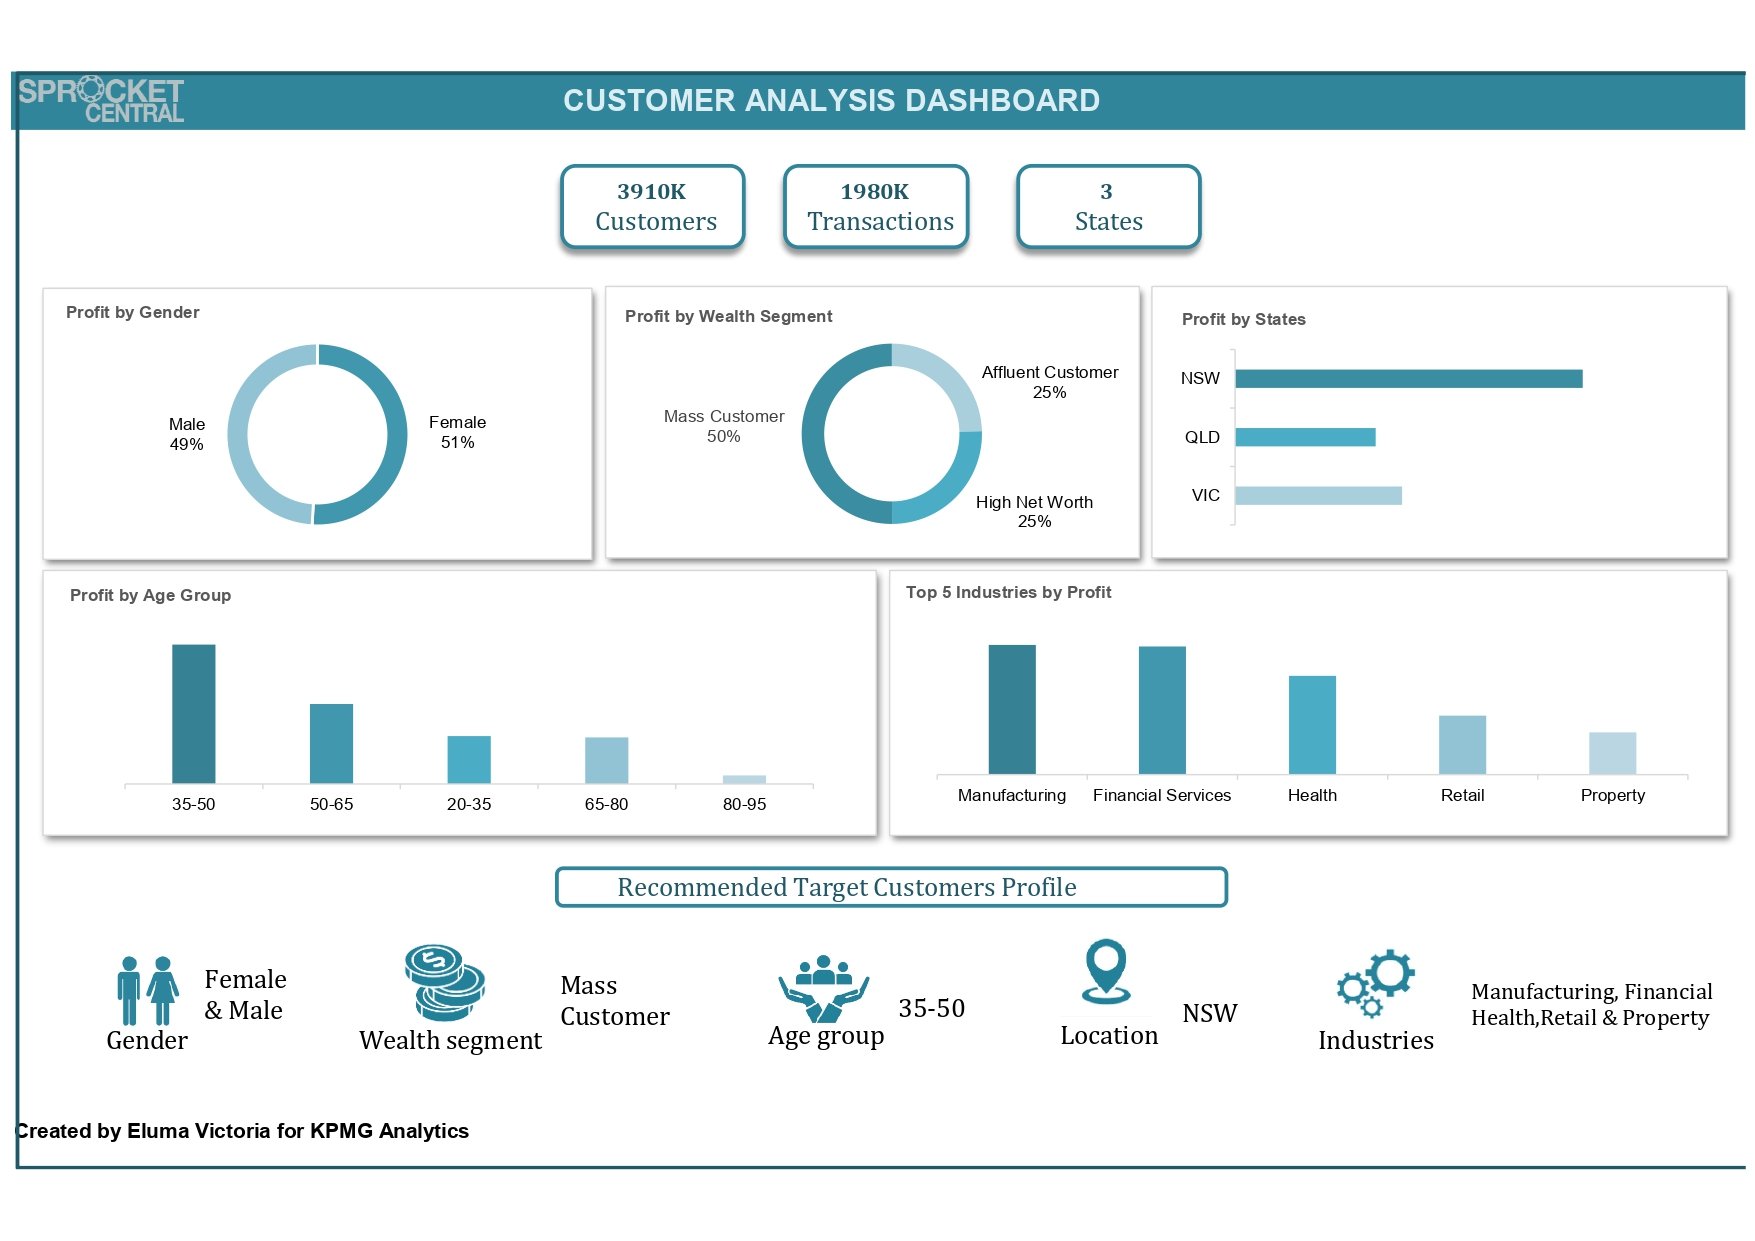 SPROCKET
CENTRAL
CUSTOMER ANALYSIS DASHBOARD
3910K
Customers
1980K
Transactions
3
States
Profit by Gender
Male
49%
Female
51%
Profit by Wealth Segment
Affluent Customer
25%
Mass Customer
50%
High Net Worth
25%
Profit by States
NSW
QLD
VIC
Profit by Age Group
35-50
50-65
20-35
65-80
80-95
Top 5 Industries by Profit
Manufacturing
Financial Services
Health
Retail
Property
Recommended Target Customers Profile
Female
& Male
Gender
Mass
Customer
Wealth segment
35-50
Age group
NSW
Location
Manufacturing, Financial
Health,Retail & Property
Industries
Created by Eluma Victoria for KPMG Analytics